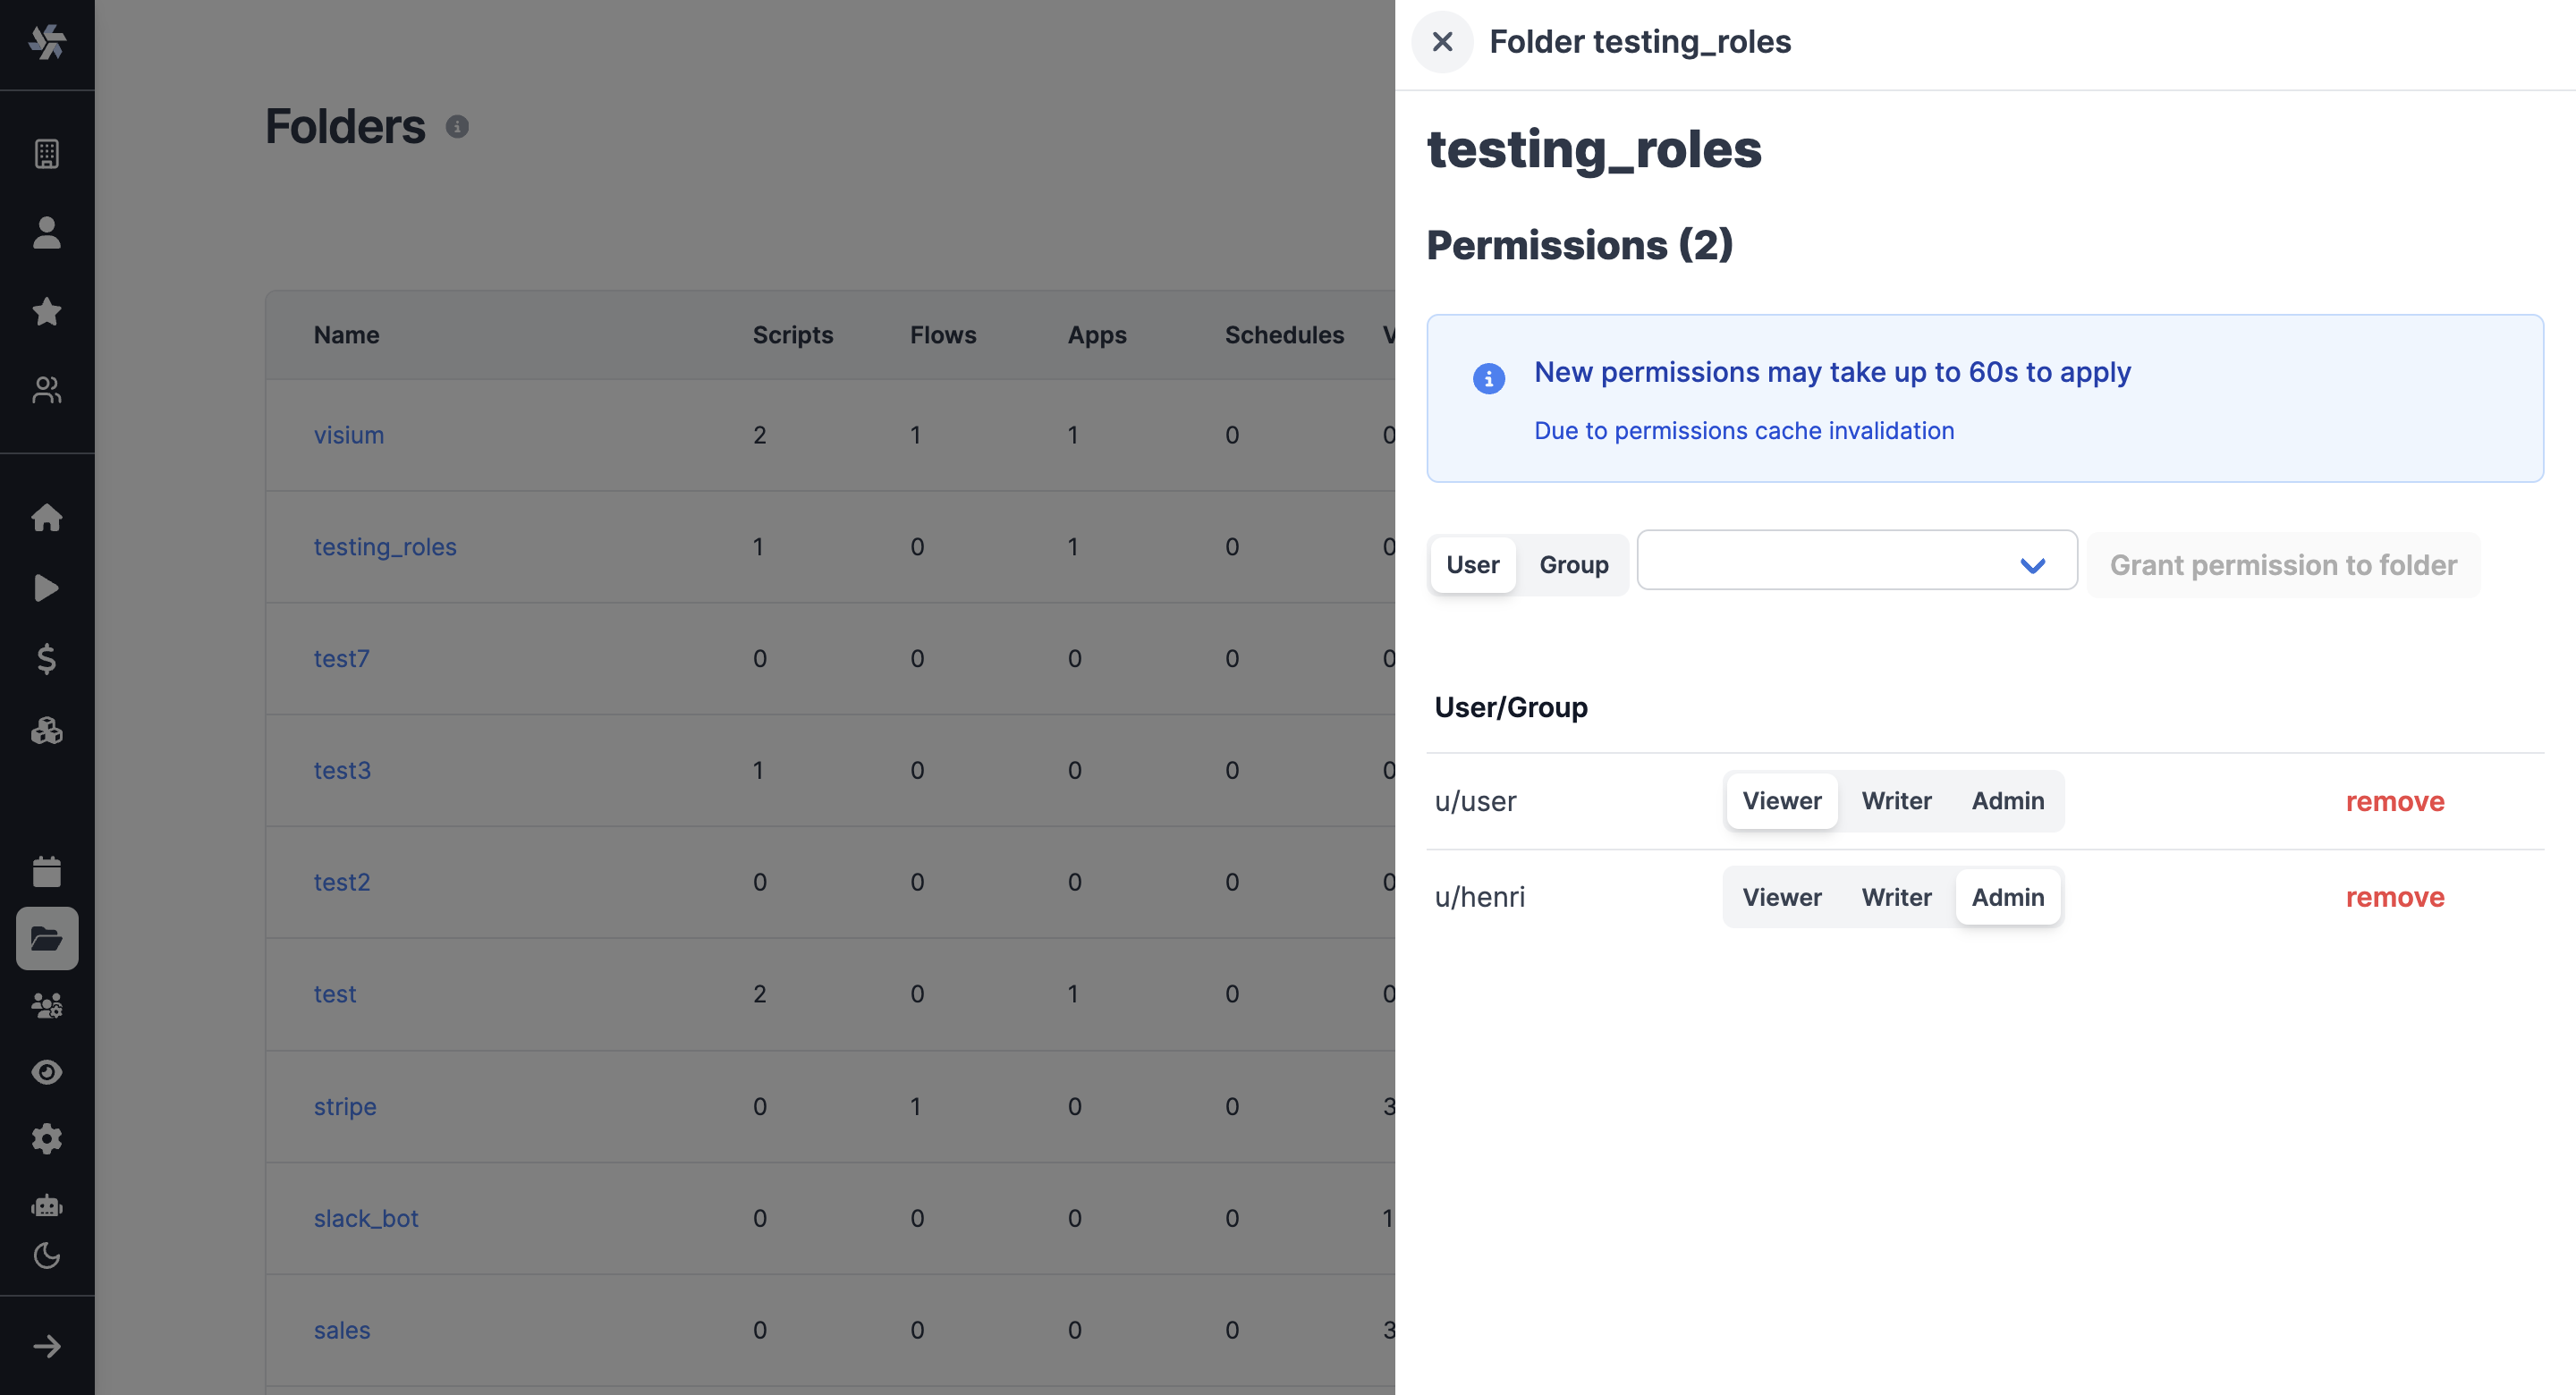 Folders
Name Scripts Flows Apps Schedules V
visium 2 1 1 0 0
testing_roles 1 0 1 0 0
test7 0 0 0 0 0
test3 1 0 0 0 0
test2 0 0 0 0 0
test 2 0 1 0 0
stripe 0 1 0 0 3
slack_bot 0 0 0 0 1
sales 0 0 0 0 3
Folder testing_roles
testing_roles
Permissions (2)
New permissions may take up to 60s to apply
Due to permissions cache invalidation
User Group Grant permission to folder
User/Group
u/user Viewer Writer Admin remove
u/henri Viewer Writer Admin remove